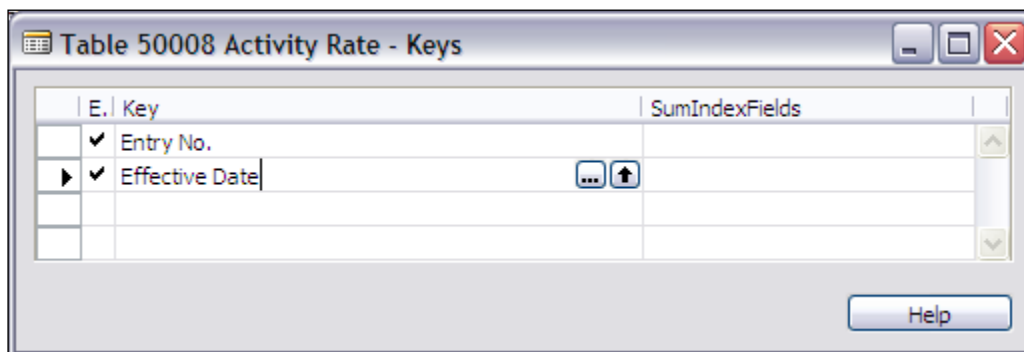 Table 50008 Activity Rate - Keys
E. Key SumIndexFields
Entry No.
Effective Date ...
Help